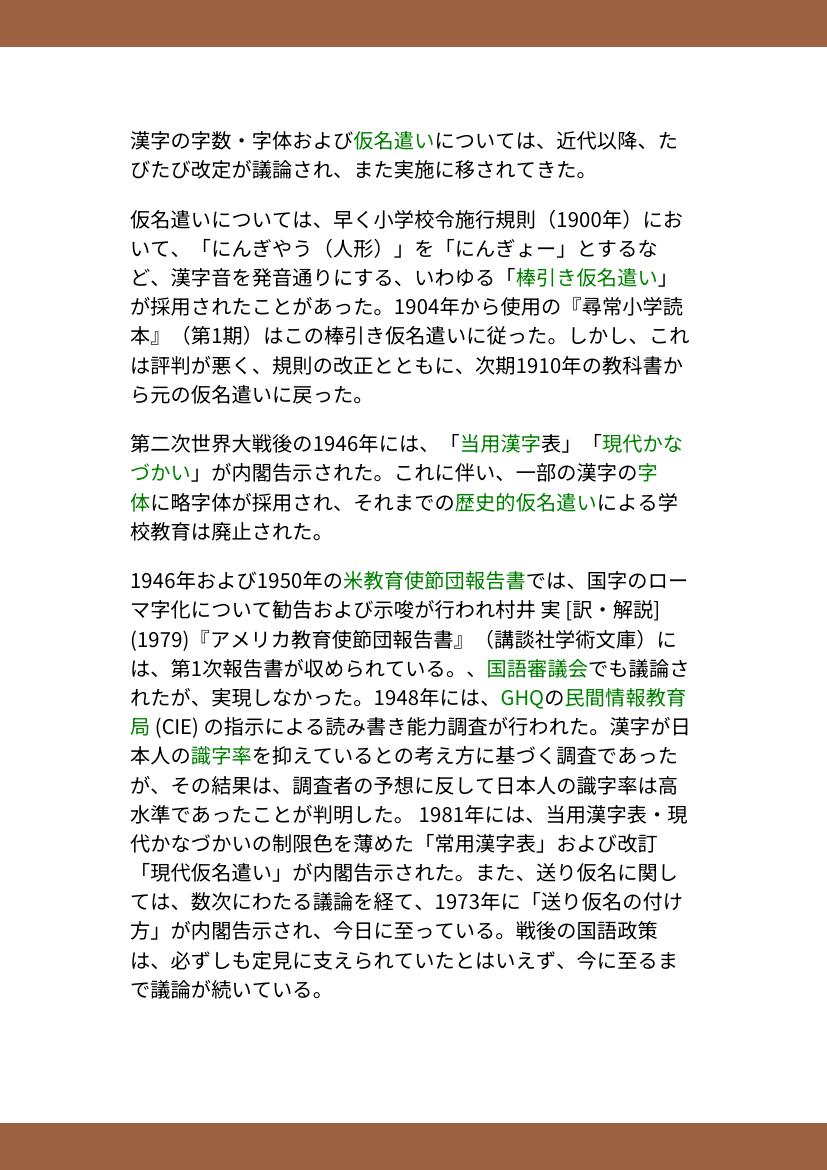 漢字の字数・字体および仮名遣いについては、近代以降、た
びたび改定が議論され、また実施に移されてきた。
仮名遣いについては、早く小学校令施行規則（1900年）にお
いて、「にんぎやう（人形）」を「にんぎょー」とするな
ど、漢字音を発音通りにする、いわゆる「棒引き仮名遣い」
が採用されたことがあった。1904年から使用の『尋常小学読
本』（第1期）はこの棒引き仮名遣いに従った。しかし、これ
は評判が悪く、規則の改正とともに、次期1910年の教科書か
ら元の仮名遣いに戻った。
第二次世界大戦後の1946年には、「当用漢字表」「現代かな
づかい」が内閣告示された。これに伴い、一部の漢字の字
体に略字体が採用され、それまでの歴史的仮名遣いによる学
校教育は廃止された。
1946年および1950年の米教育使節団報告書では、国字のロー
マ字化について勧告および示唆が行われ村井 実 [訳・解説]
(1979)『アメリカ教育使節団報告書』（講談社学術文庫）に
は、第1次報告書が収められている。、国語審議会でも議論さ
れたが、実現しなかった。1948年には、GHQの民間情報教育
局 (CIE) の指示による読み書き能力調査が行われた。漢字が日
本人の識字率を抑えているとの考え方に基づく調査であった
が、その結果は、調査者の予想に反して日本人の識字率は高
水準であったことが判明した。 1981年には、当用漢字表・現
代かなづかいの制限色を薄めた「常用漢字表」および改訂
「現代仮名遣い」が内閣告示された。また、送り仮名に関し
ては、数次にわたる議論を経て、1973年に「送り仮名の付け
方」が内閣告示され、今日に至っている。戦後の国語政策
は、必ずしも定見に支えられていたとはいえず、今に至るま
で議論が続いている。